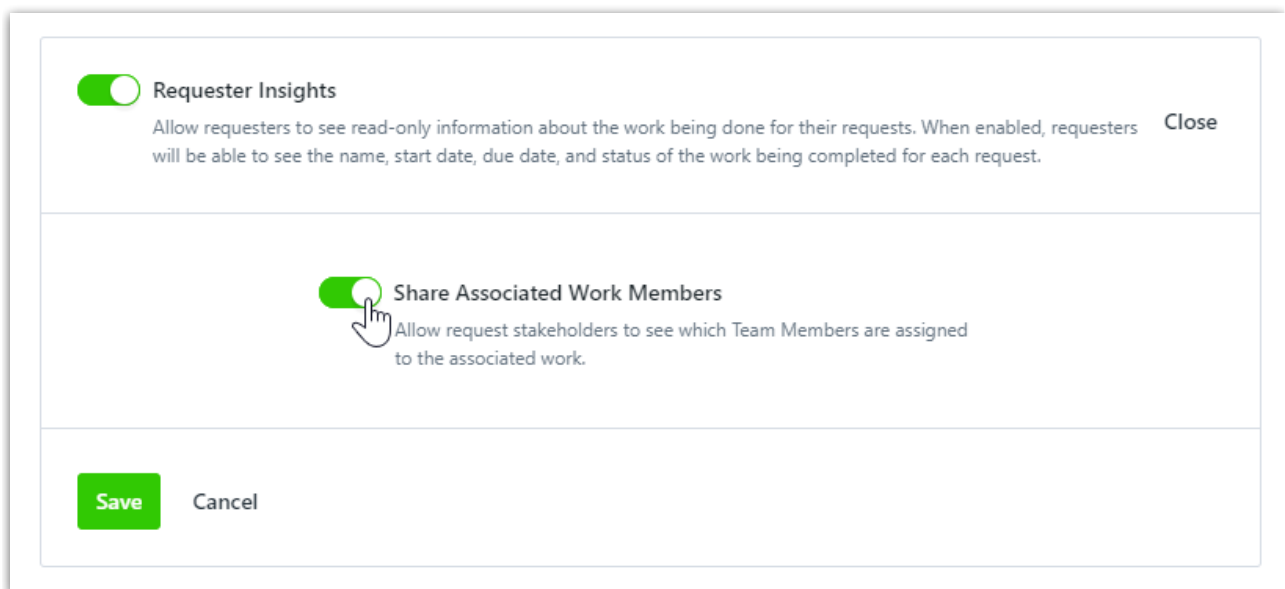 Requester Insights
Allow requesters to see read-only information about the work being done for their requests. When enabled, requesters
will be able to see the name, start date, due date, and status of the work being completed for each request.
Close
Share Associated Work Members
Allow request stakeholders to see which Team Members are assigned
to the associated work.
Save
Cancel